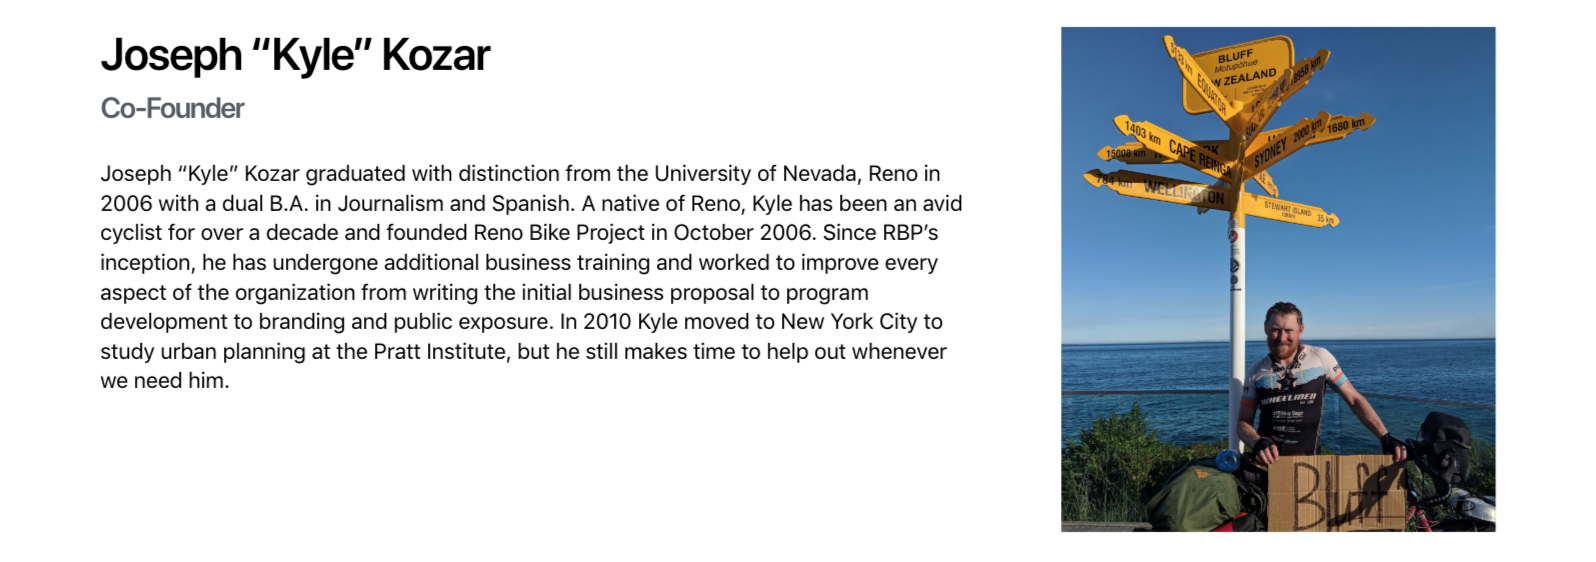 Joseph “Kyle” Kozar
Co-Founder
Joseph “Kyle” Kozar graduated with distinction from the University of Nevada, Reno in
2006 with a dual B.A. in Journalism and Spanish. A native of Reno, Kyle has been an avid
cyclist for over a decade and founded Reno Bike Project in October 2006. Since RBP’s
inception, he has undergone additional business training and worked to improve every
aspect of the organization from writing the initial business proposal to program
development to branding and public exposure. In 2010 Kyle moved to New York City to
study urban planning at the Pratt Institute, but he still makes time to help out whenever
we need him.
BLUFF
Motupōhue
ZEALAND
EQUATOR
1403 km CAPE REINGA
SYDNEY 2000 km
1680 km
15008 km
WELLINGTON
STEWART ISLAND
35 km
WHEELMEN
Bluff